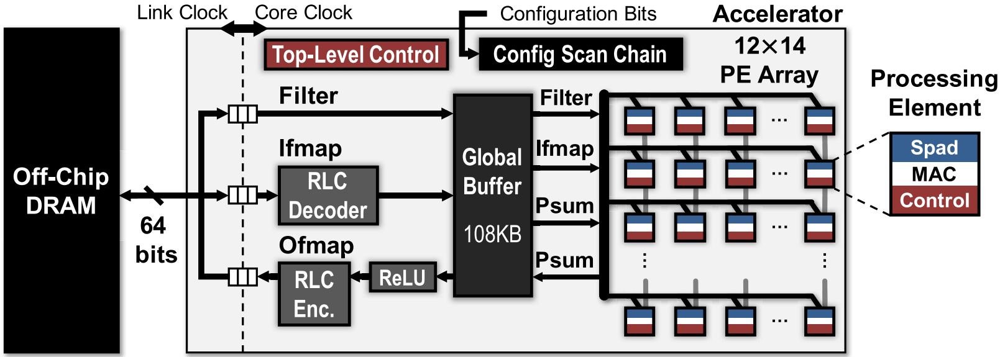 Link Clock
Core Clock
Configuration Bits
Accelerator
Top-Level Control
Config Scan Chain
12×14
PE Array
Off-Chip
DRAM
64
bits
Filter
Ifmap
RLC
Decoder
Ofmap
RLC
Enc.
ReLU
Global
Buffer
108KB
Filter
Ifmap
Psum
Psum
...
...
...
...
...
...
Processing
Element
Spad
MAC
Control